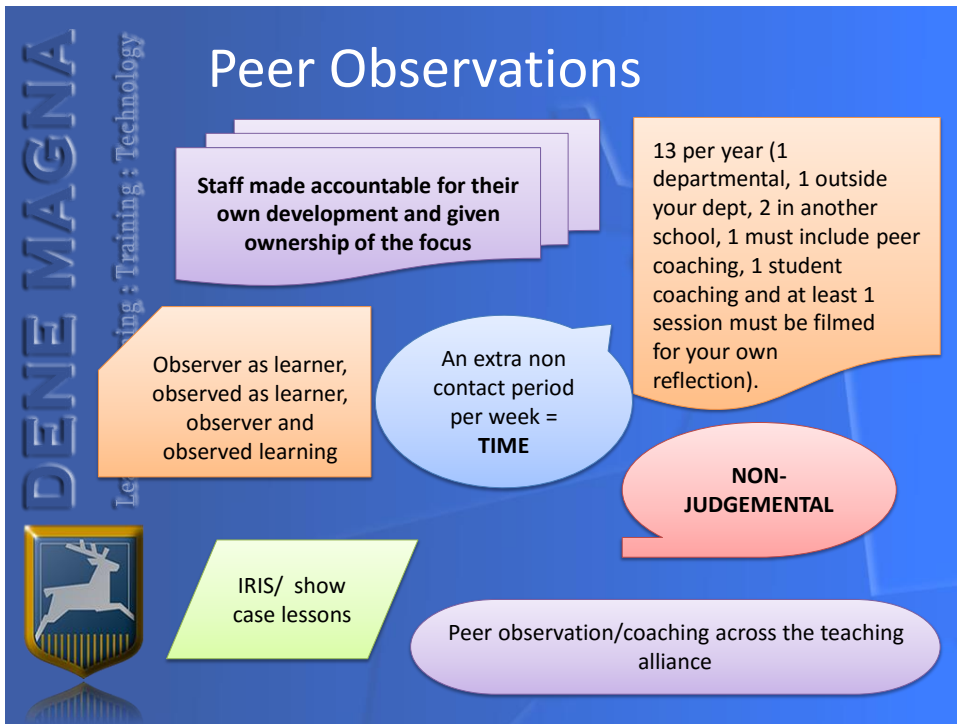 Peer Observations
DENE MAGNA
Learning : Training : Technology
Staff made accountable for their
own development and given
ownership of the focus
13 per year (1
departmental, 1 outside
your dept, 2 in another
school, 1 must include peer
coaching, 1 student
coaching and at least 1
session must be filmed
for your own
reflection).
Observer as learner,
observed as learner,
observer and
observed learning
An extra non
contact period
per week =
TIME
NON-
JUDGEMENTAL
IRIS/ show
case lessons
Peer observation/coaching across the teaching
alliance